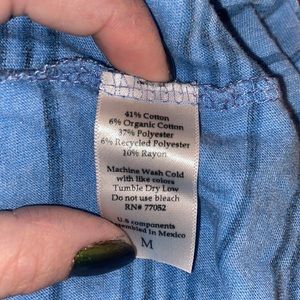 41% Cotton
6% Organic Cotton
37% Polyester
6% Recycled Polyester
10% Rayon
Machine Wash Cold
with like colors
Tumble Dry Low
Do not use bleach
RN# 77052
U.S components
assembled in Mexico
M